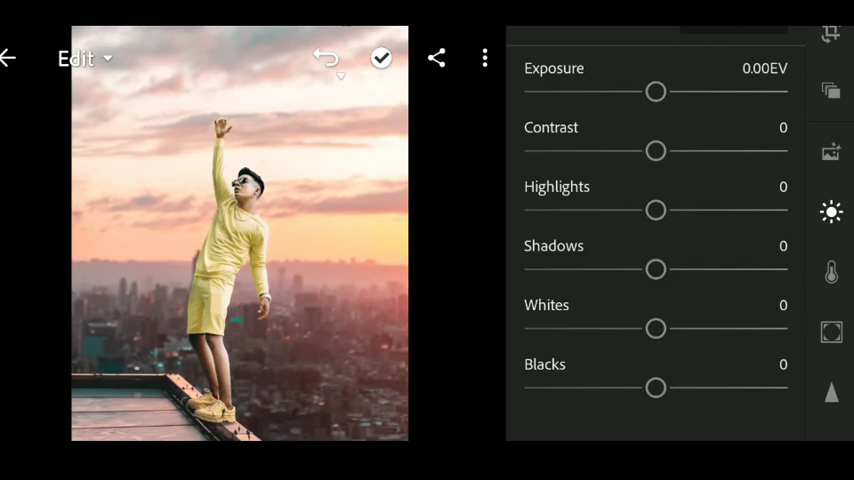 Edit
Exposure 0.00EV
Contrast 0
Highlights 0
Shadows 0
Whites 0
Blacks 0